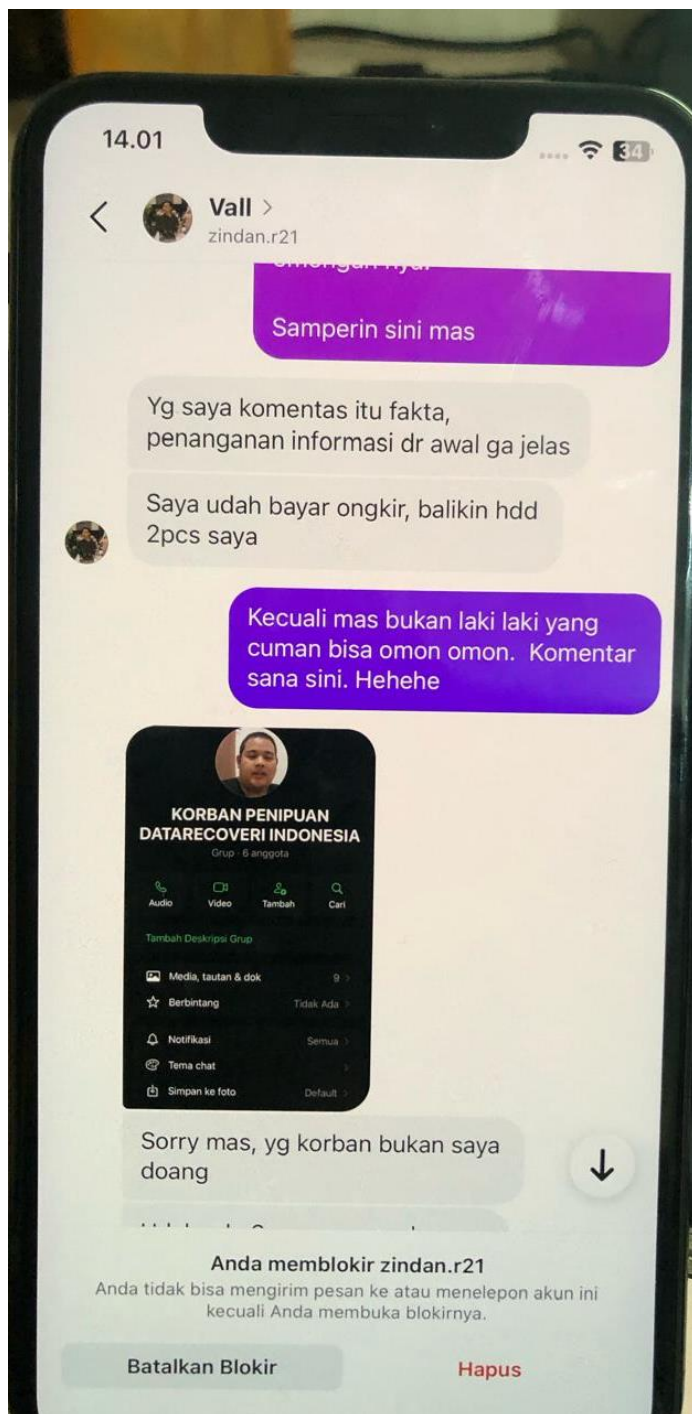 14.01
34
Vall >
zindan.r21
Samperin sini mas
Yg saya komentas itu fakta,
penanganan informasi dr awal ga jelas
Saya udah bayar ongkir, balikin hdd
2pcs saya
Kecuali mas bukan laki laki yang
cuman bisa omon omon. Komentar
sana sini. Hehehe
KORBAN PENIPUAN
DATARECOVERI INDONESIA
Grup · 6 anggota
Audio Video Tambah Cari
Tambah Deskripsi Grup
Media, tautan & dok 9 >
Berbintang Tidak Ada >
Notifikasi Semua >
Tema chat >
Simpan ke foto Default >
Sorry mas, yg korban bukan saya
doang
Anda memblokir zindan.r21
Anda tidak bisa mengirim pesan ke atau menelepon akun ini
kecuali Anda membuka blokirnya.
Batalkan Blokir Hapus